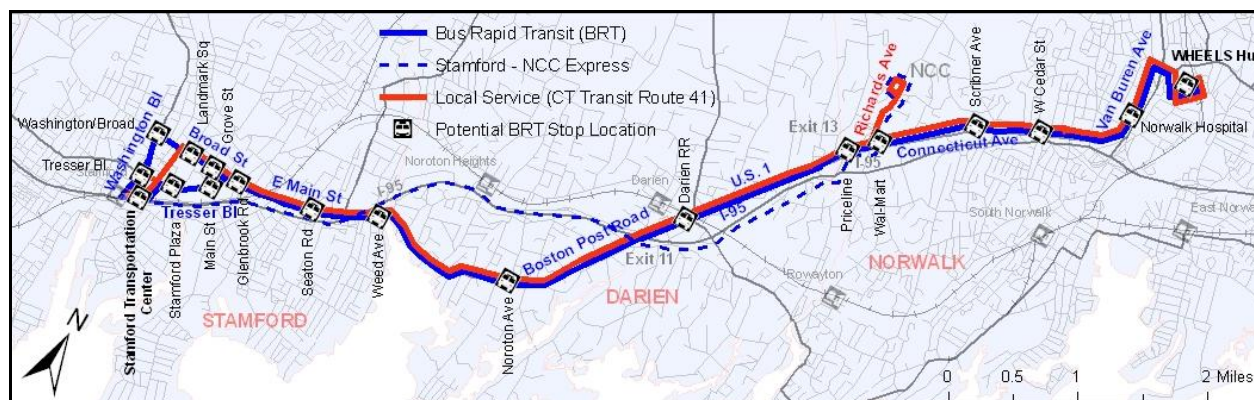 Bus Rapid Transit (BRT)
Stamford - NCC Express
Local Service (CT Transit Route 41)
Potential BRT Stop Location
Washington/Broad
Tresser Bl
Washington Bl
Landmark Sq
Grove St
Broad St
Stamford Transportation
Center
Stamford Plaza
Tresser Bl
Main St
Glenbrook Rd
E Main St
Seaton Rd
I-95
Weed Ave
Noroton Heights
STAMFORD
Noroton Ave
Boston Post Road
Darien
Darien RR
DARIEN
Exit 11
I-95
U.S. 1
Exit 13
Richards Ave
NCC
Priceline
Wal-Mart
I-95
Connecticut Ave
Scribner Ave
W Cedar St
Van Buren Ave
WHEELS Hu
Norwalk Hospital
South Norwalk
East Norw
Rowayton
NORWALK
N
0 0.5 1 2 Miles